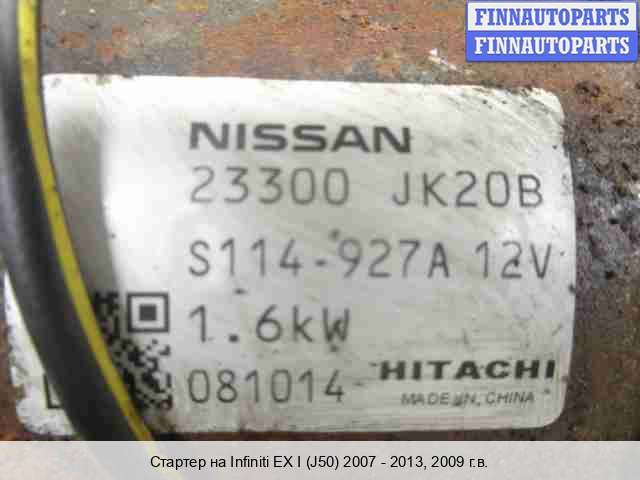 FINNAUTOPARTS
FINNAUTOPARTS
NISSAN
23300 JK20B
S114-927A 12V
1.6kW
081014
HITACHI
MADE IN CHINA
Стартер на Infiniti EX I (J50) 2007 - 2013, 2009 г.в.